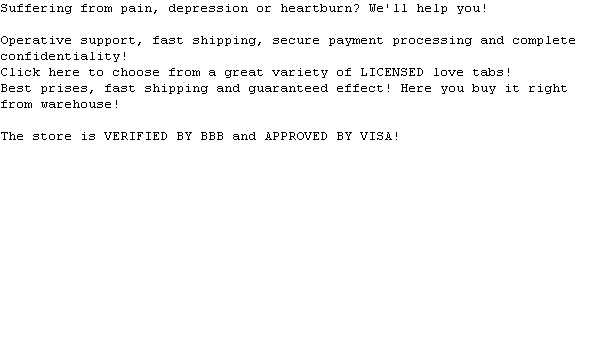 Suffering from pain, depression or heartburn? We'll help you!
Operative support, fast shipping, secure payment processing and complete
confidentiality!
Click here to choose from a great variety of LICENSED love tabs!
Best prises, fast shipping and guaranteed effect! Here you buy it right
from warehouse!
The store is VERIFIED BY BBB and APPROVED BY VISA!